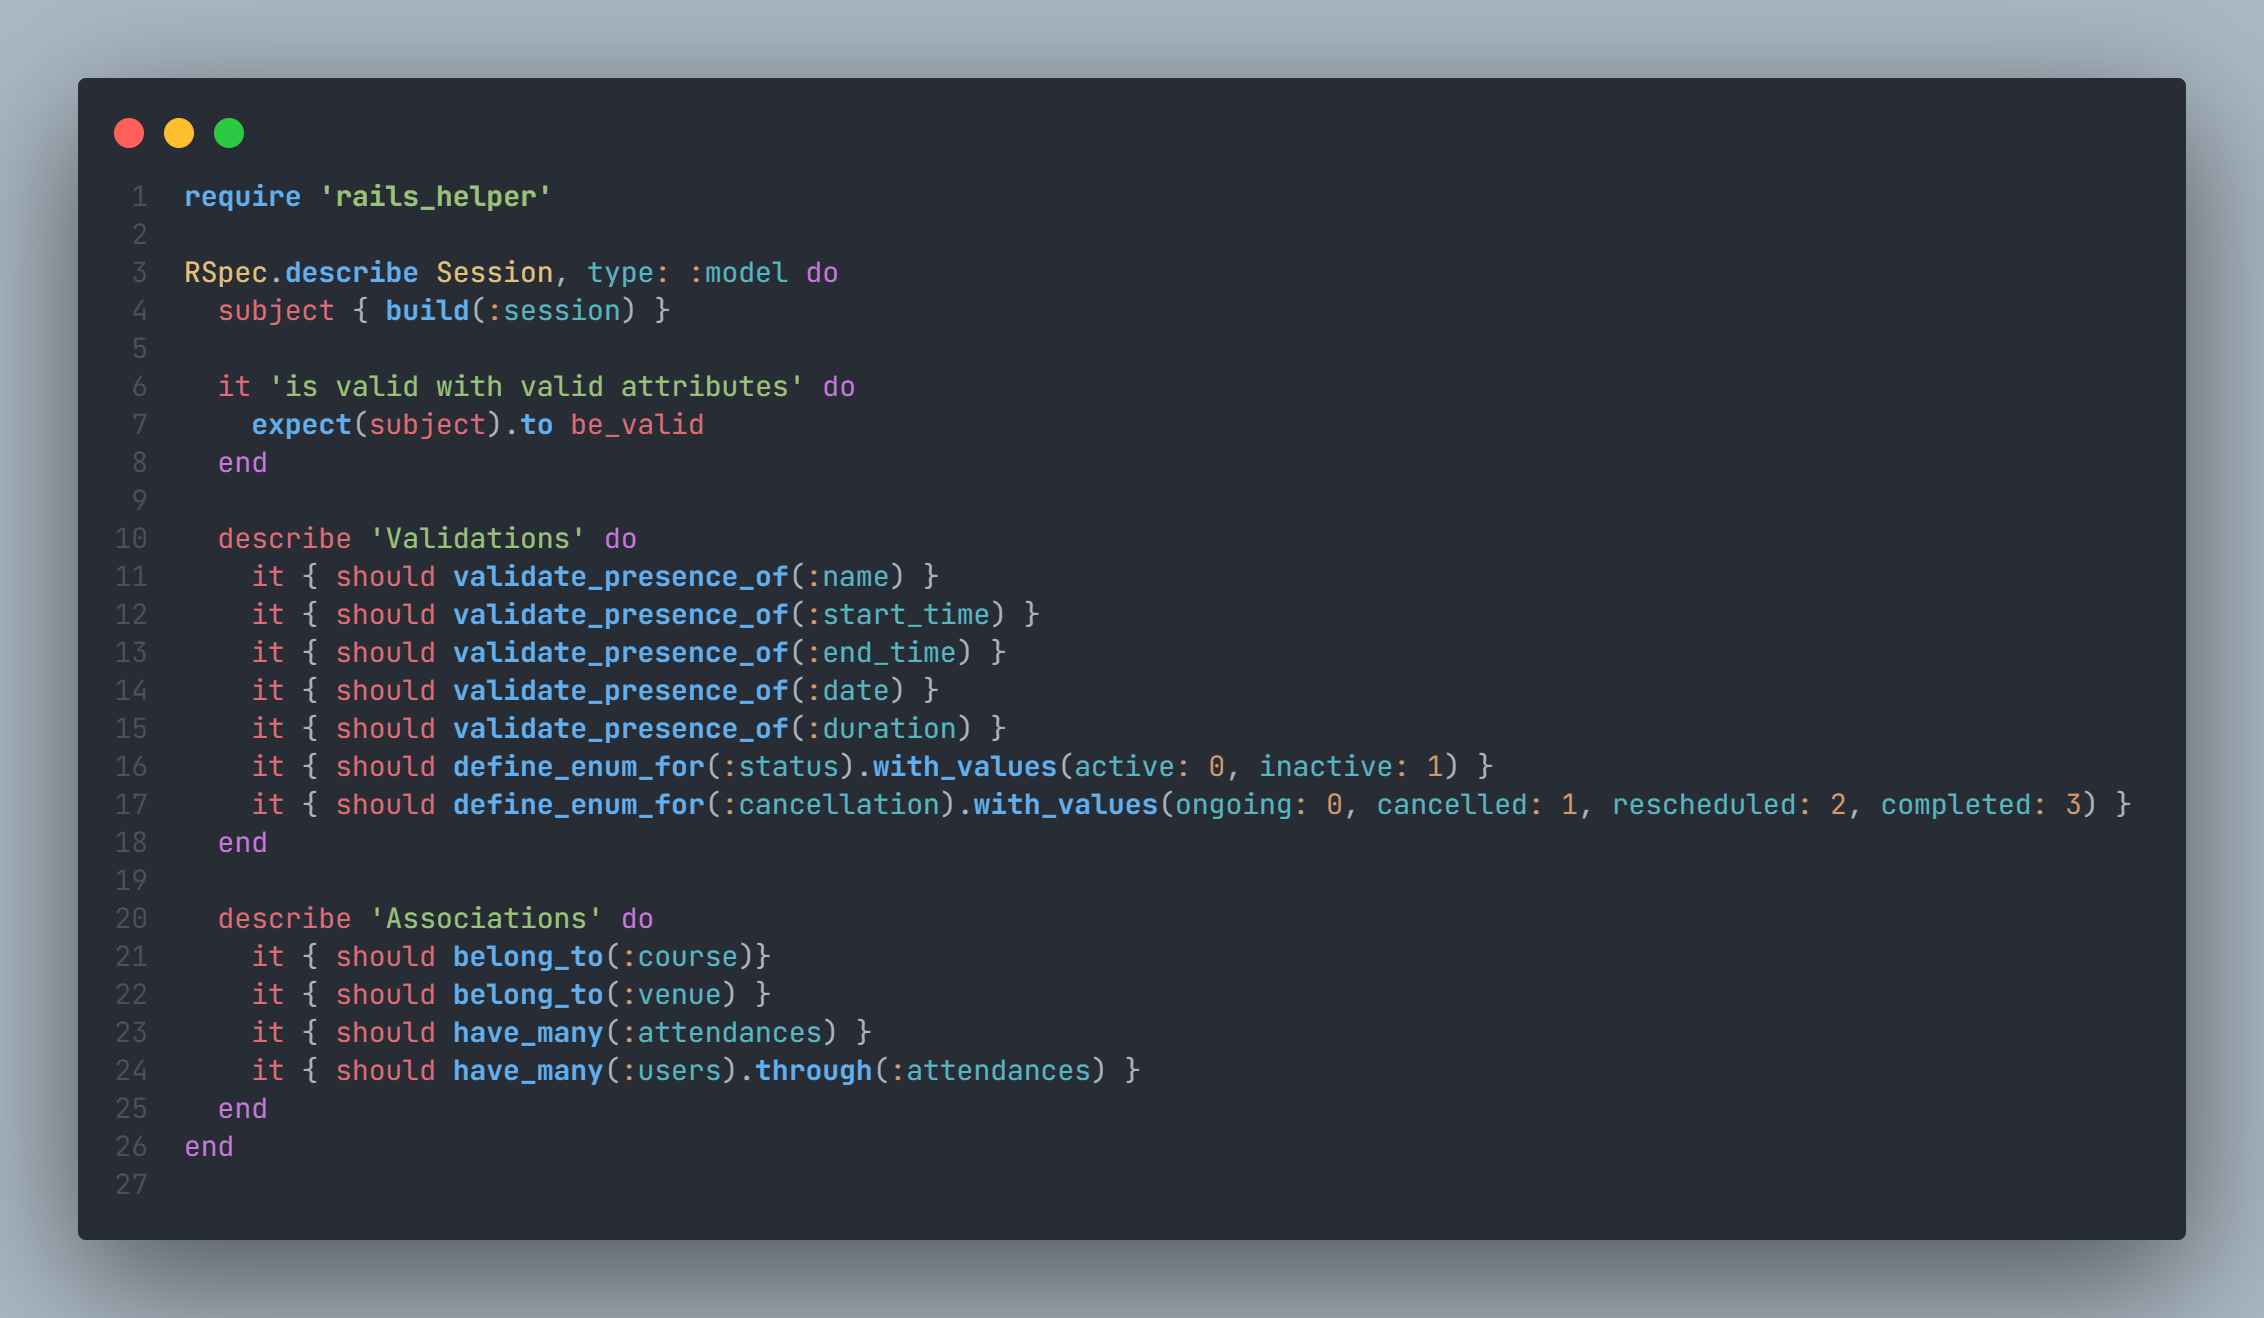 1 require 'rails_helper'
2
3 RSpec.describe Session, type: :model do
4   subject { build(:session) }
5
6   it 'is valid with valid attributes' do
7     expect(subject).to be_valid
8   end
9
10   describe 'Validations' do
11     it { should validate_presence_of(:name) }
12     it { should validate_presence_of(:start_time) }
13     it { should validate_presence_of(:end_time) }
14     it { should validate_presence_of(:date) }
15     it { should validate_presence_of(:duration) }
16     it { should define_enum_for(:status).with_values(active: 0, inactive: 1) }
17     it { should define_enum_for(:cancellation).with_values(ongoing: 0, cancelled: 1, rescheduled: 2, completed: 3) }
18   end
19
20   describe 'Associations' do
21     it { should belong_to(:course)}
22     it { should belong_to(:venue) }
23     it { should have_many(:attendances) }
24     it { should have_many(:users).through(:attendances) }
25   end
26 end
27